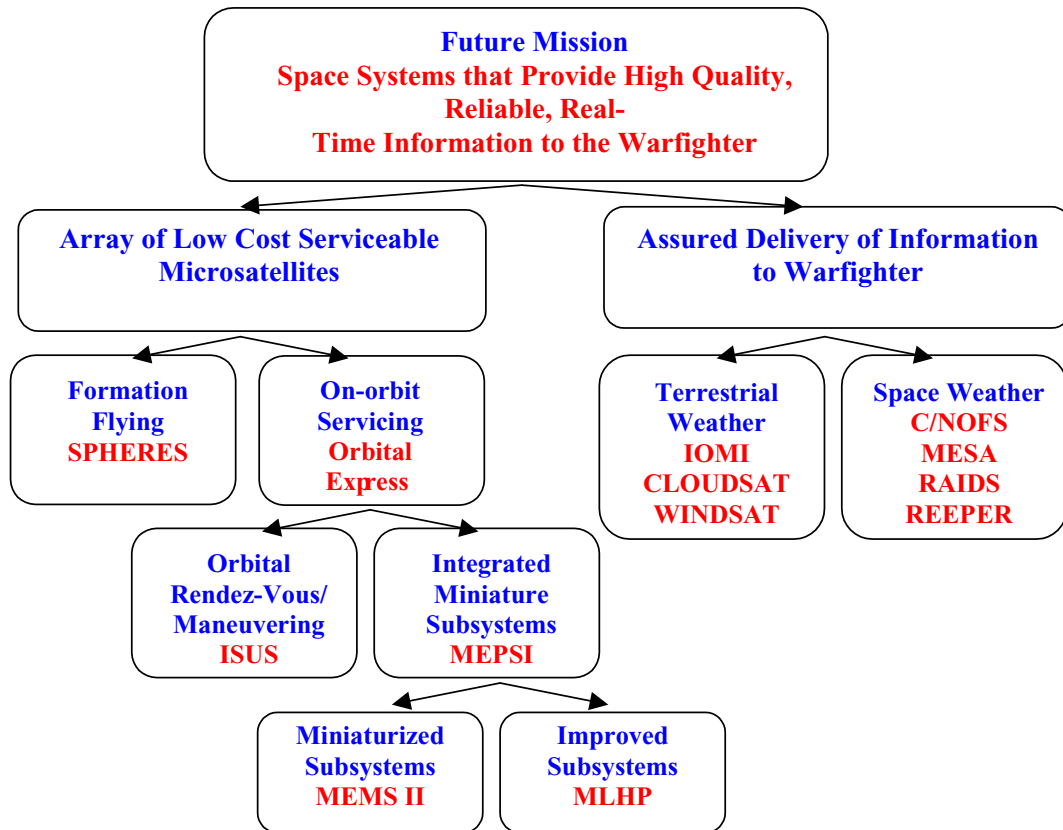 Future Mission
Space Systems that Provide High Quality,
Reliable, Real-
Time Information to the Warfighter
Array of Low Cost Serviceable
Microsatellites
Assured Delivery of Information
to Warfighter
Formation
Flying
SPHERES
On-orbit
Servicing
Orbital
Express
Terrestrial
Weather
IOMI
CLOUDSAT
WINDSAT
Space Weather
C/NOFS
MESA
RAIDS
REEPER
Orbital
Rendez-Vous/
Maneuvering
ISUS
Integrated
Miniature
Subsystems
MEPSI
Miniaturized
Subsystems
MEMS II
Improved
Subsystems
MLHP